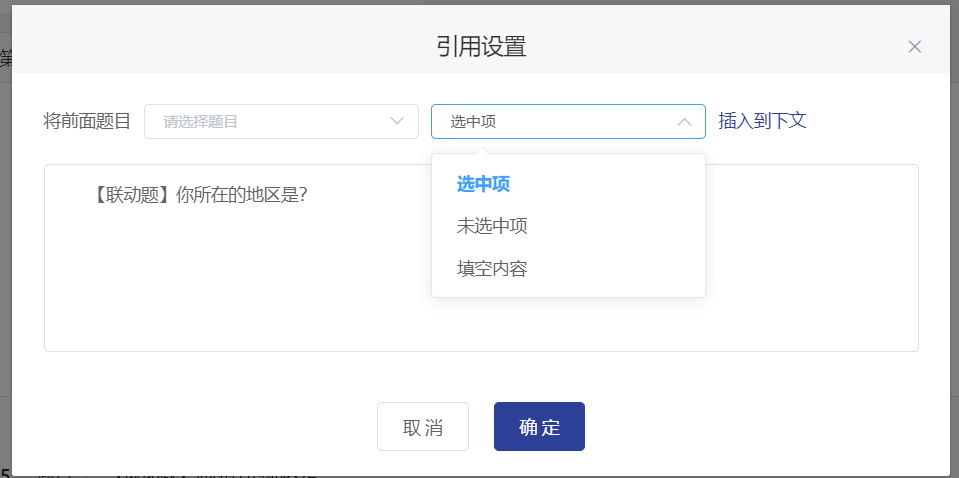 引用设置
第
将前面题目 请选择题目 选中项 插入到下文
【联动题】你所在的地区是?
选中项
未选中项
填空内容
取消 确定
5